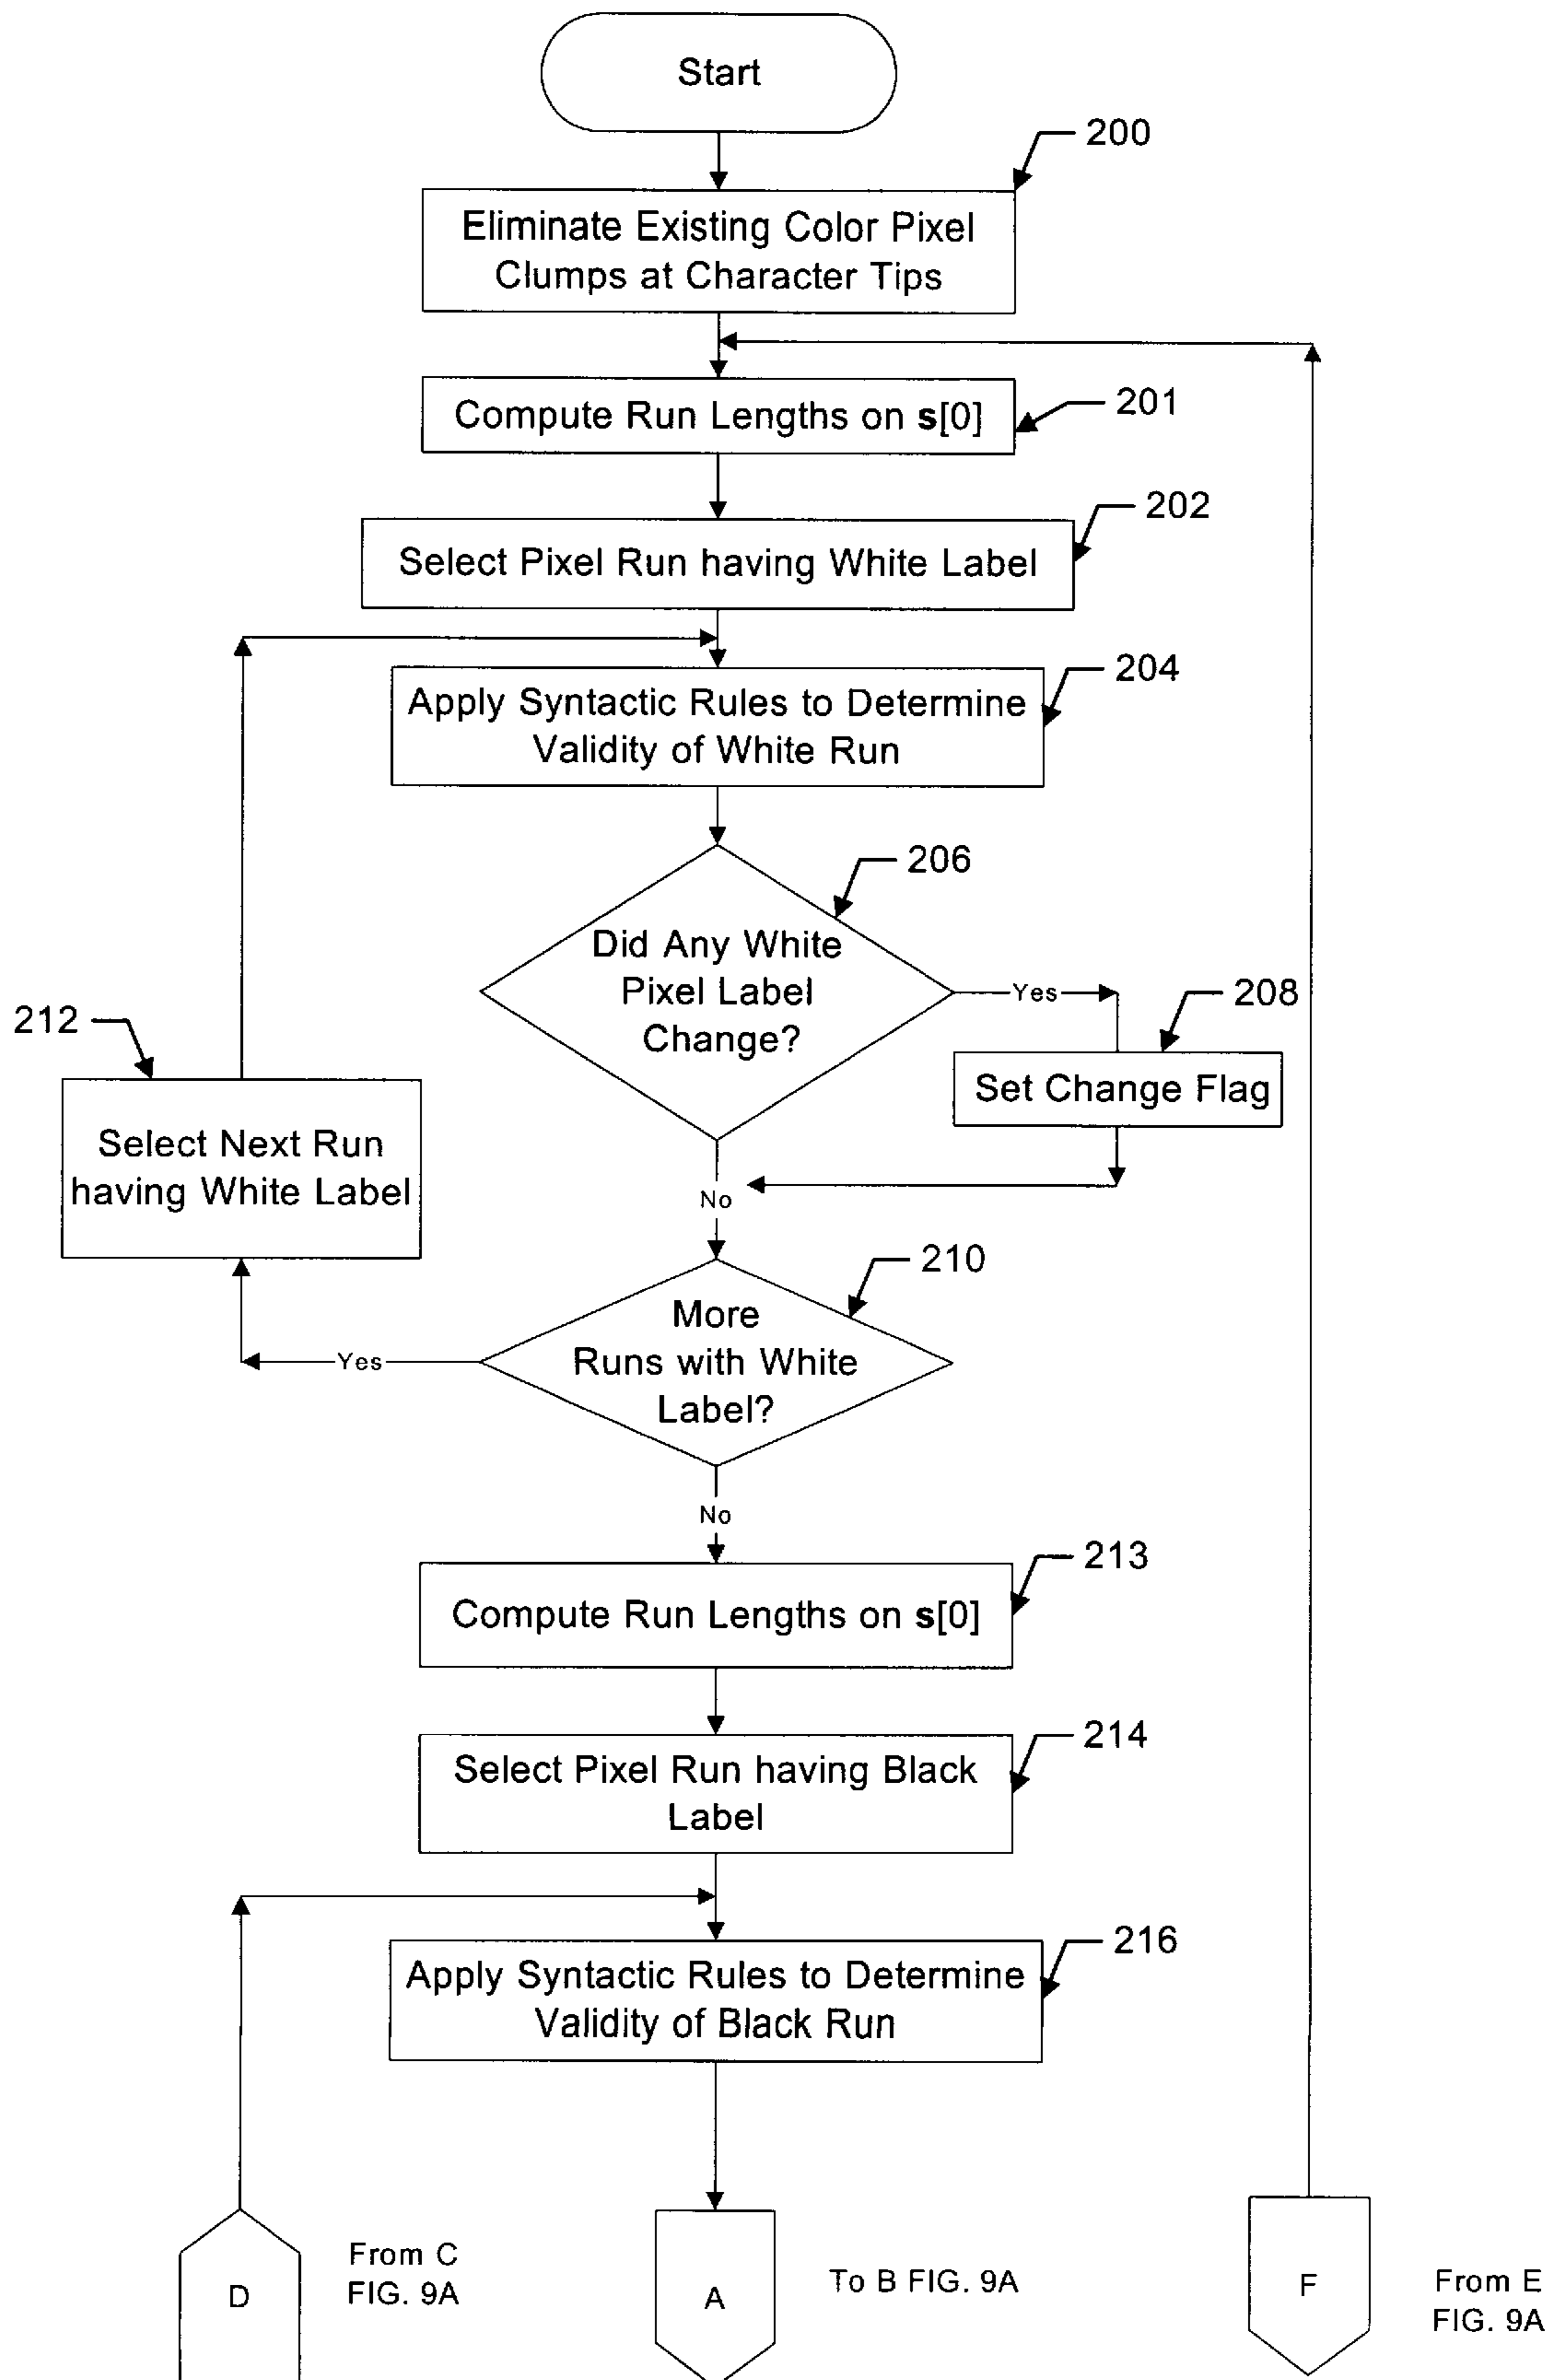 Start
200
Eliminate Existing Color Pixel
Clumps at Character Tips
201
Compute Run Lengths on s[0]
202
Select Pixel Run having White Label
204
Apply Syntactic Rules to Determine
Validity of White Run
206
Did Any White
Pixel Label
Change?
Yes
208
Set Change Flag
212
Select Next Run
having White Label
No
210
More
Runs with White
Label?
Yes
No
213
Compute Run Lengths on s[0]
214
Select Pixel Run having Black
Label
216
Apply Syntactic Rules to Determine
Validity of Black Run
D
From C
FIG. 9A
A
To B FIG. 9A
F
From E
FIG. 9A